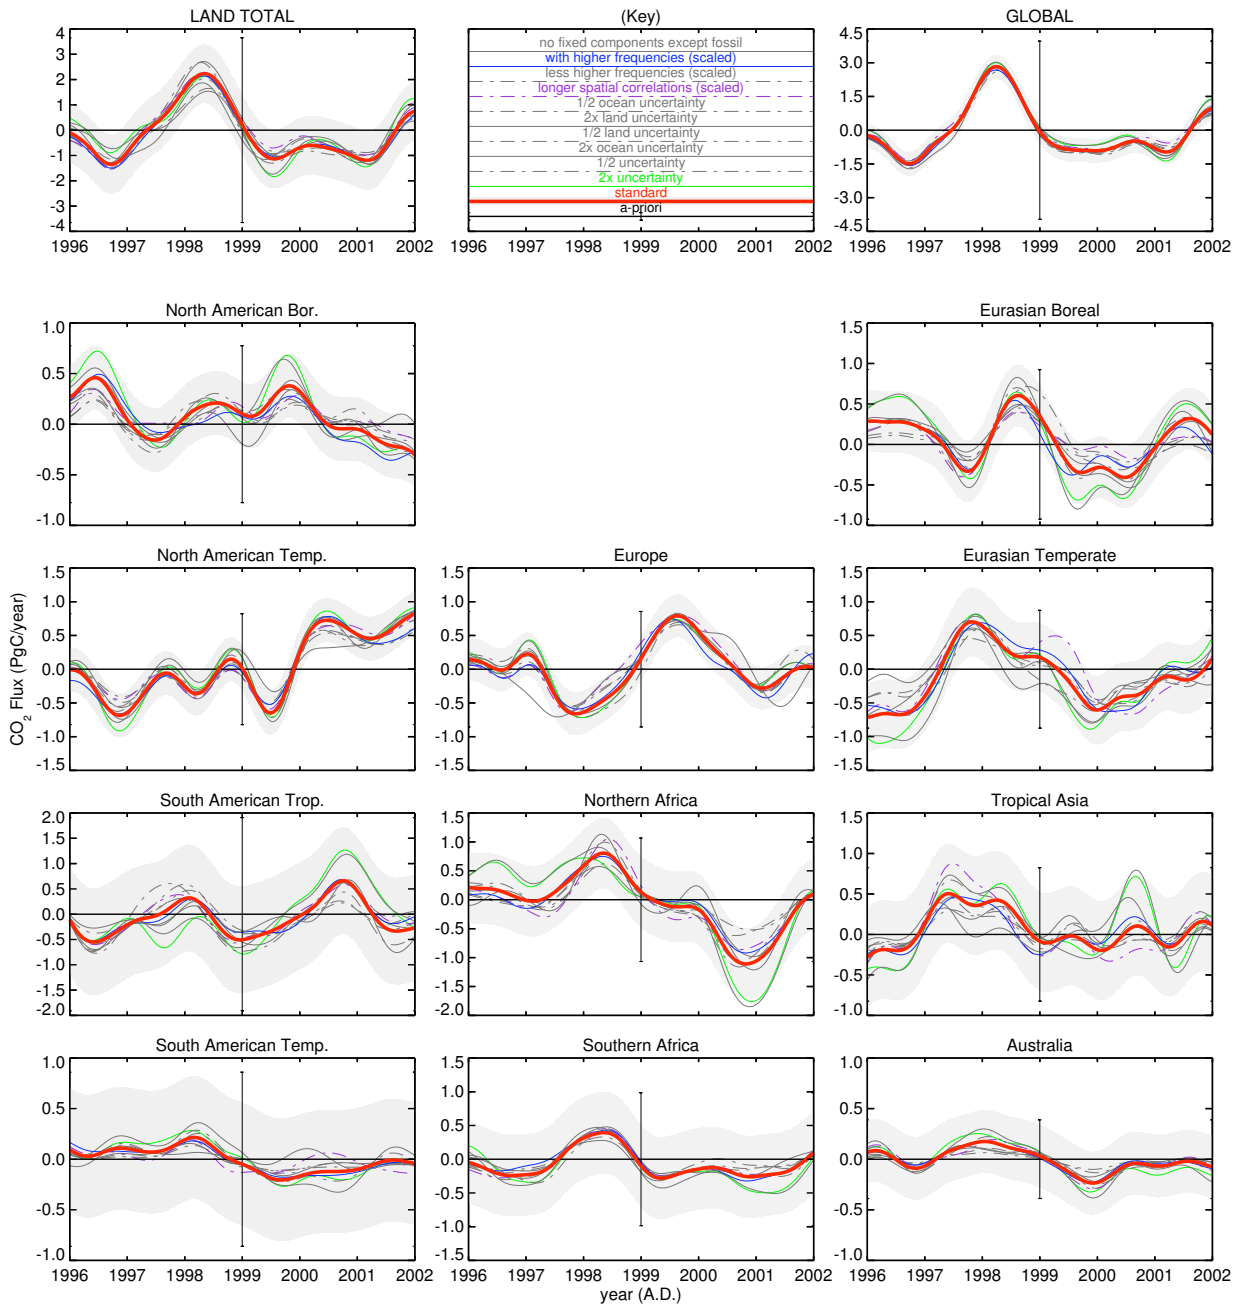 LAND TOTAL
(Key)
GLOBAL
4
3
2
1
0
-1
-2
-3
-4
1996 1997 1998 1999 2000 2001 2002
no fixed components except fossil
with higher frequencies (scaled)
less higher frequencies (scaled)
longer spatial correlations (scaled)
1/2 ocean uncertainty
2x land uncertainty
1/2 land uncertainty
2x ocean uncertainty
1/2 uncertainty
2x uncertainty
standard
a-priori
1996 1997 1998 1999 2000 2001 2002
4.5
3.0
1.5
0.0
-1.5
-3.0
-4.5
1996 1997 1998 1999 2000 2001 2002
North American Bor.
1.0
0.5
0.0
-0.5
-1.0
Eurasian Boreal
1.5
1.0
0.5
0.0
-0.5
-1.0
CO2 Flux (PgC/year)
North American Temp.
1.5
1.0
0.5
0.0
-0.5
-1.0
-1.5
Europe
1.5
1.0
0.5
0.0
-0.5
-1.0
-1.5
Eurasian Temperate
1.5
1.0
0.5
0.0
-0.5
-1.0
-1.5
South American Trop.
2.0
1.5
1.0
0.5
0.0
-0.5
-1.0
-1.5
-2.0
Northern Africa
1.5
1.0
0.5
0.0
-0.5
-1.0
-1.5
-2.0
Tropical Asia
1.5
1.0
0.5
0.0
-0.5
-1.0
South American Temp.
1.0
0.5
0.0
-0.5
-1.0
1996 1997 1998 1999 2000 2001 2002
Southern Africa
1.5
1.0
0.5
0.0
-0.5
-1.0
-1.5
1996 1997 1998 1999 2000 2001 2002
Australia
1.0
0.5
0.0
-0.5
-1.0
1996 1997 1998 1999 2000 2001 2002
year (A.D.)